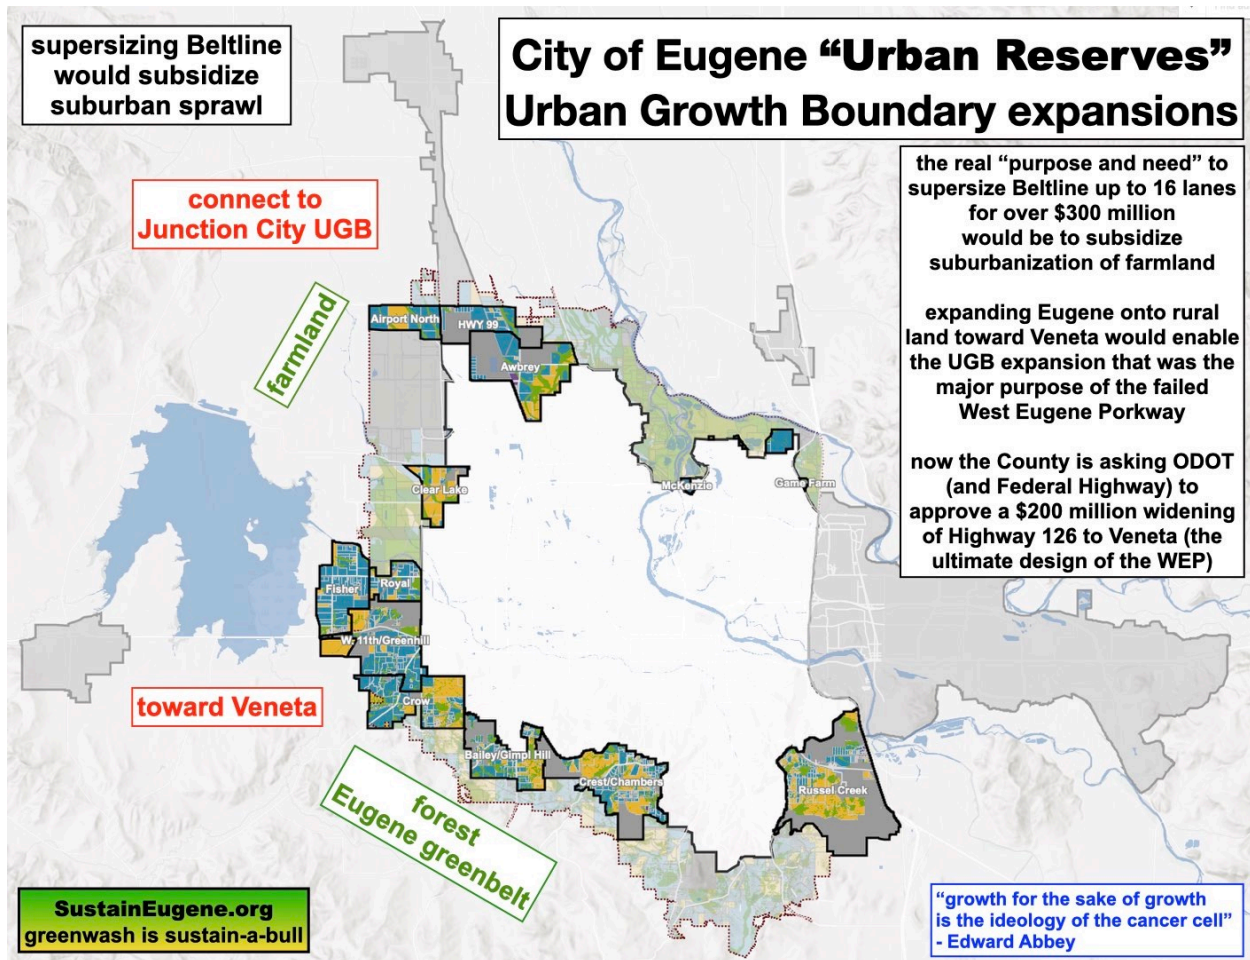 supersizing Beltline
would subsidize
suburban sprawl
City of Eugene “Urban Reserves”
Urban Growth Boundary expansions
the real “purpose and need” to
supersize Beltline up to 16 lanes
for over $300 million
would be to subsidize
suburbanization of farmland
expanding Eugene onto rural
land toward Veneta would enable
the UGB expansion that was the
major purpose of the failed
West Eugene Porkway
now the County is asking ODOT
(and Federal Highway) to
approve a $200 million widening
of Highway 126 to Veneta (the
ultimate design of the WEP)
connect to
Junction City UGB
farmland
Airport North
HWY 99
Awbrey
Clear Lake
McKenzie
Game Farm
Fisher
Royal
W. 11th/Greenhill
Crow
toward Veneta
Bailey/Gimpl Hill
Crest/Chambers
Russel Creek
forest
Eugene greenbelt
SustainEugene.org
greenwash is sustain-a-bull
“growth for the sake of growth
is the ideology of the cancer cell”
- Edward Abbey